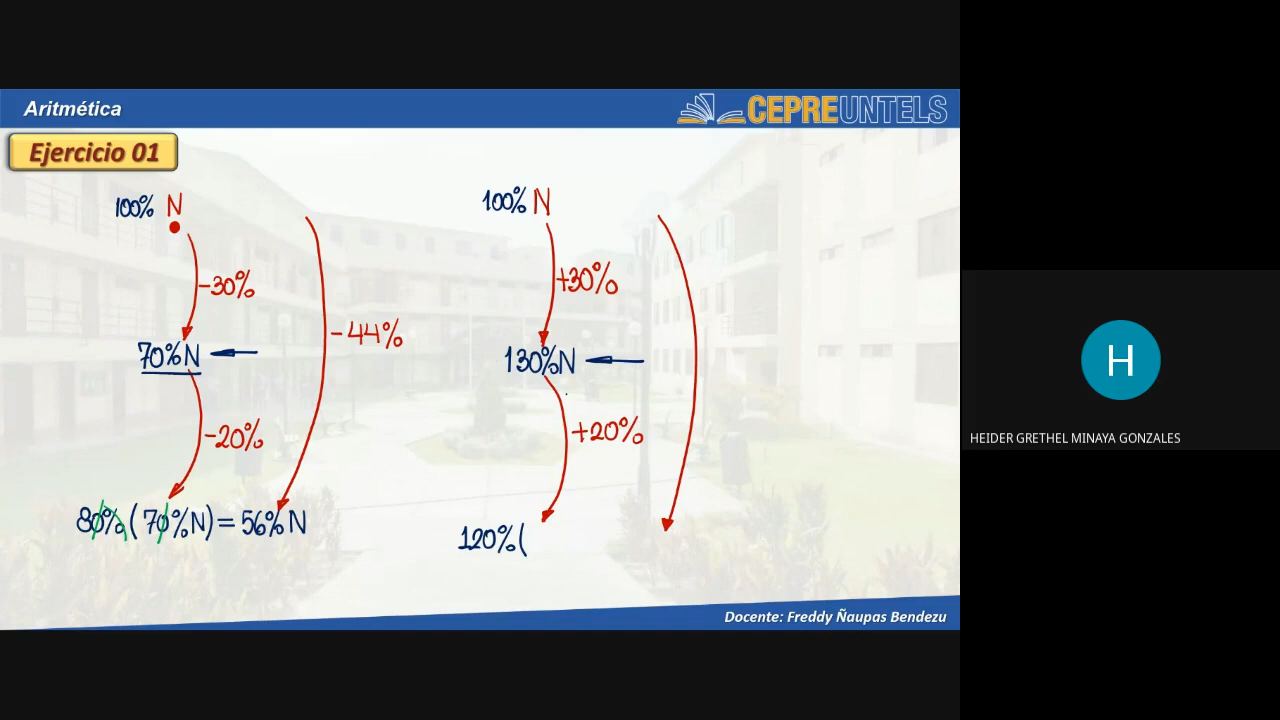 Aritmética
CEPREUNTELS
Ejercicio 01
100% N
-30%
70%N
-20%
80%(70%N)=56%N
-44%
100% N
+30%
130%N
+20%
120%(
H
HEIDER GRETHEL MINAYA GONZALES
Docente: Freddy Ñaupas Bendezu